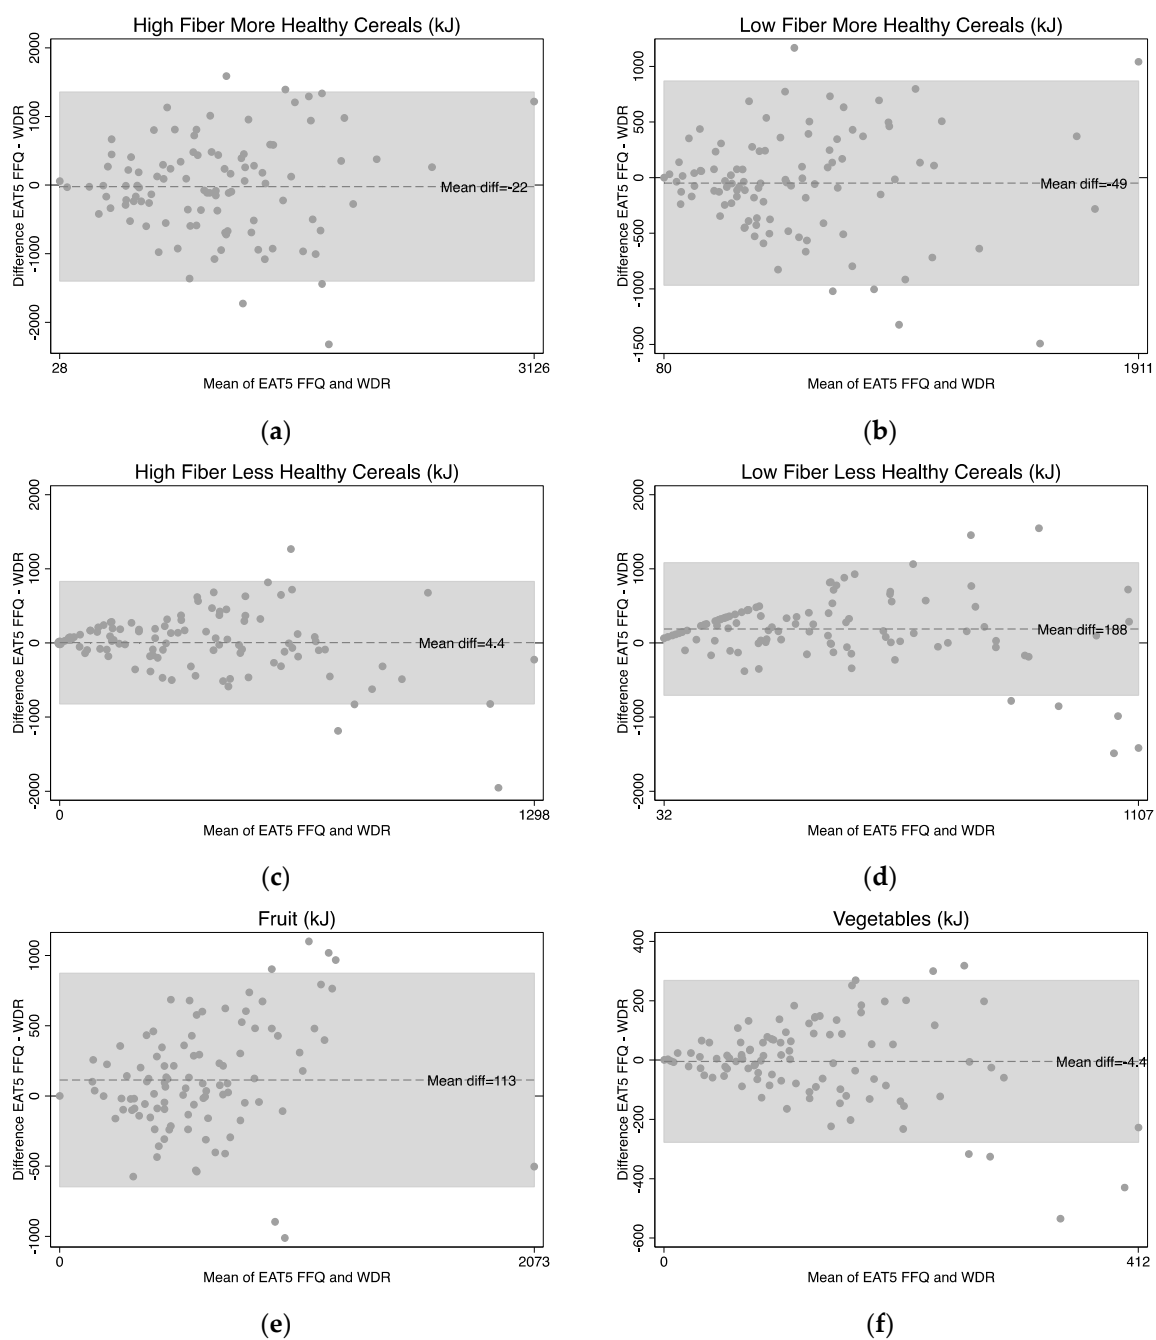 High Fiber More Healthy Cereals (kJ)
Difference EAT5 FFQ - WDR
2000
1000
0
-1000
-2000
Mean diff=-22
28
3126
Mean of EAT5 FFQ and WDR
(a)
Low Fiber More Healthy Cereals (kJ)
Difference EAT5 FFQ - WDR
1000
500
0
-500
-1000
-1500
Mean diff=-49
80
1911
Mean of EAT5 FFQ and WDR
(b)
High Fiber Less Healthy Cereals (kJ)
Difference EAT5 FFQ - WDR
2000
1000
0
-1000
-2000
Mean diff=4.4
0
1298
Mean of EAT5 FFQ and WDR
(c)
Low Fiber Less Healthy Cereals (kJ)
Difference EAT5 FFQ - WDR
2000
1000
0
-1000
-2000
Mean diff=188
32
1107
Mean of EAT5 FFQ and WDR
(d)
Fruit (kJ)
Difference EAT5 FFQ - WDR
1000
500
0
-500
-1000
Mean diff=113
0
2073
Mean of EAT5 FFQ and WDR
(e)
Vegetables (kJ)
Difference EAT5 FFQ - WDR
400
200
0
-200
-400
-600
Mean diff=-4.4
0
412
Mean of EAT5 FFQ and WDR
(f)